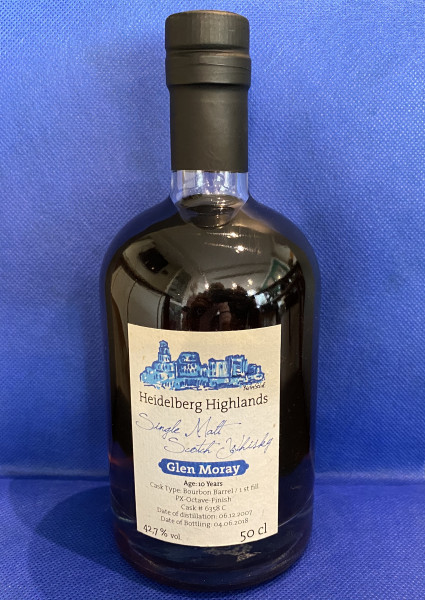 Heidelberg Highlands
Single Malt
Scotch Whisky
Glen Moray
Age: 10 Years
Cask Type: Bourbon Barrel / 1 st fill
PX-Octave-Finish
Cask # 6358 C
Date of distillation: 06.12.2007
Date of Bottling: 04.06.2018
42,7 % vol.
50 cl